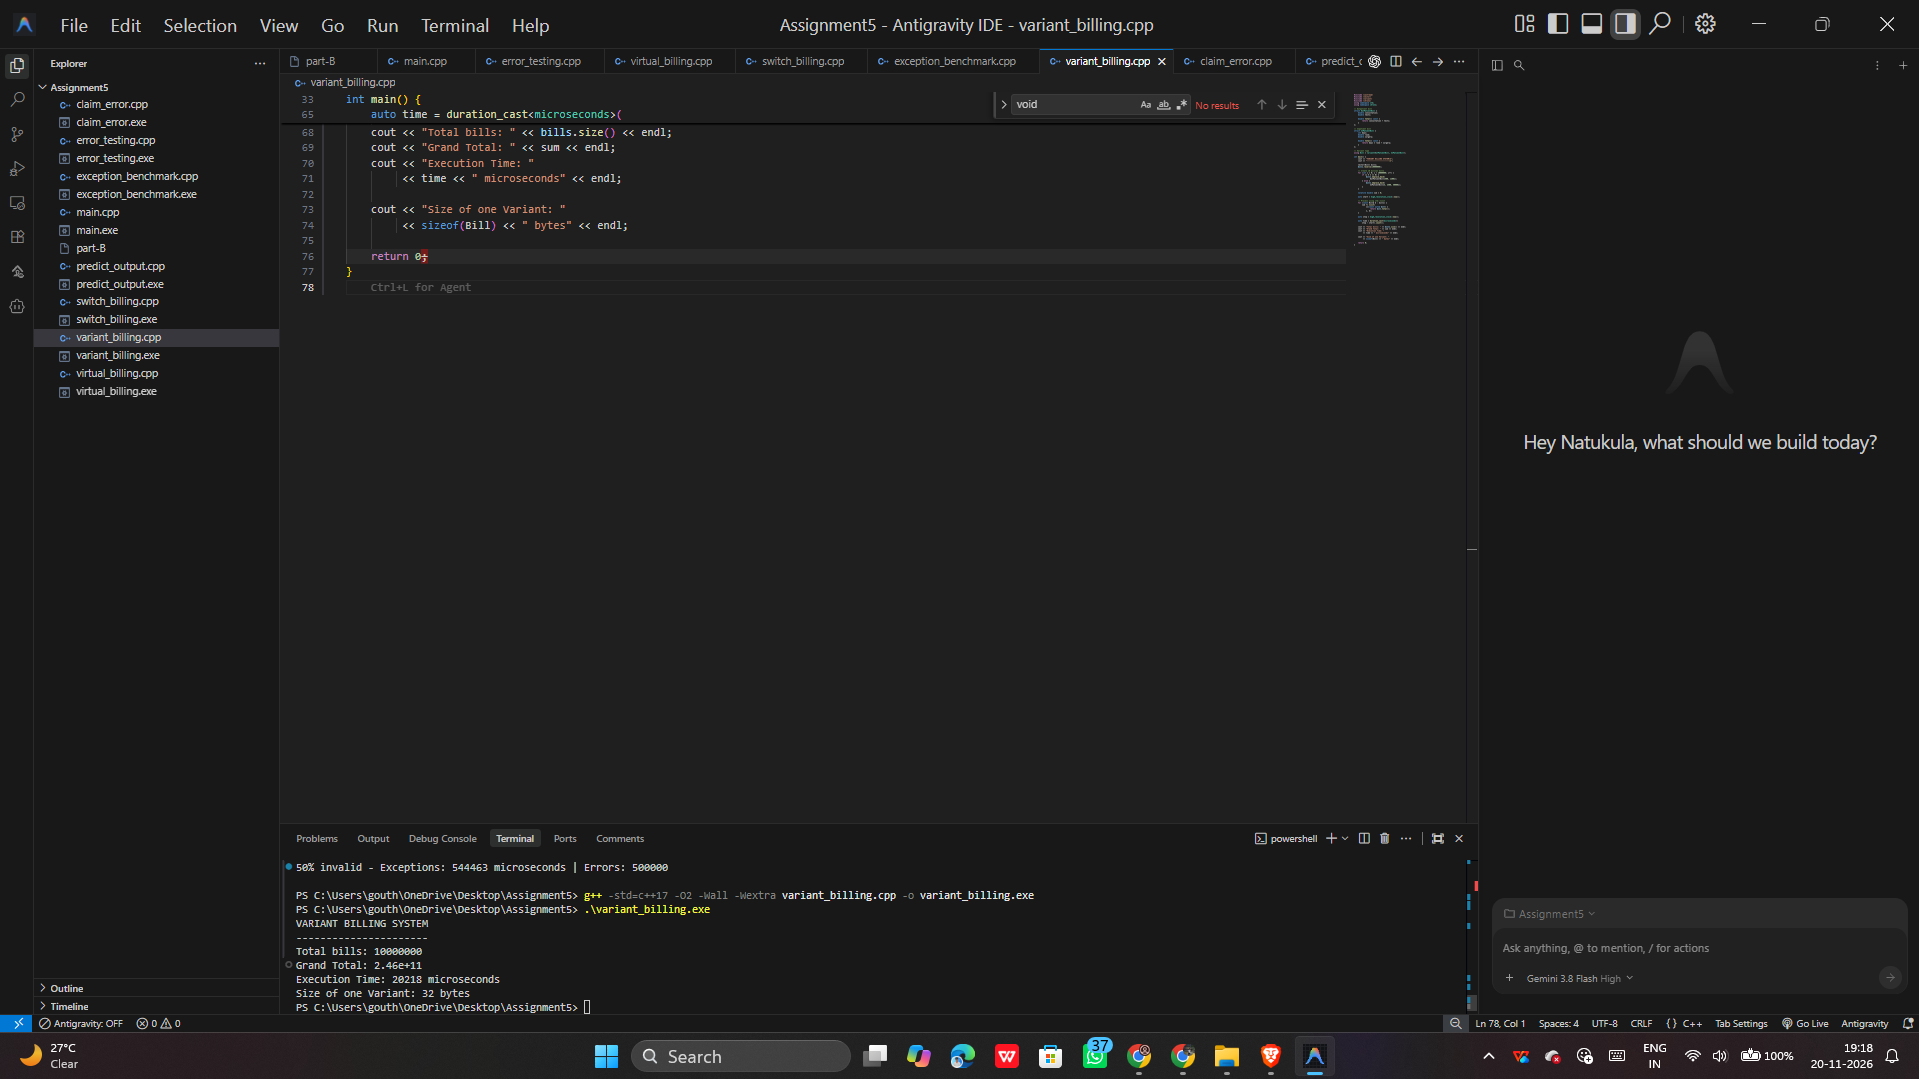 File Edit Selection View Go Run Terminal Help
Assignment5 - Antigravity IDE - variant_billing.cpp
Explorer
Assignment5
claim_error.cpp
claim_error.exe
error_testing.cpp
error_testing.exe
exception_benchmark.cpp
exception_benchmark.exe
main.cpp
main.exe
part-B
predict_output.cpp
predict_output.exe
switch_billing.cpp
switch_billing.exe
variant_billing.cpp
variant_billing.exe
virtual_billing.cpp
virtual_billing.exe
Outline
Timeline
part-B main.cpp error_testing.cpp virtual_billing.cpp switch_billing.cpp exception_benchmark.cpp variant_billing.cpp claim_error.cpp predict_c
variant_billing.cpp
void Aa ab No results
33 int main() {
65 auto time = duration_cast<microseconds>(
68 cout << "Total bills: " << bills.size() << endl;
69 cout << "Grand Total: " << sum << endl;
70 cout << "Execution Time: "
71 << time << " microseconds" << endl;
72
73 cout << "Size of one Variant: "
74 << sizeof(Bill) << " bytes" << endl;
75
76 return 0;
77 }
78 Ctrl+L for Agent
Problems Output Debug Console Terminal Ports Comments
powershell
50% invalid - Exceptions: 544463 microseconds | Errors: 500000
PS C:\Users\gouth\OneDrive\Desktop\Assignment5> g++ -std=c++17 -O2 -Wall -Wextra variant_billing.cpp -o variant_billing.exe
PS C:\Users\gouth\OneDrive\Desktop\Assignment5> .\variant_billing.exe
VARIANT BILLING SYSTEM
----------------------
Total bills: 10000000
Grand Total: 2.46e+11
Execution Time: 20218 microseconds
Size of one Variant: 32 bytes
PS C:\Users\gouth\OneDrive\Desktop\Assignment5>
Hey Natukula, what should we build today?
Assignment5
Ask anything, @ to mention, / for actions
Gemini 3.8 Flash High
Antigravity: OFF 0 0
Ln 78, Col 1 Spaces: 4 UTF-8 CRLF {} C++ Tab Settings Go Live Antigravity
27°C
Clear
Search
37
ENG
IN
100%
19:18
20-11-2026